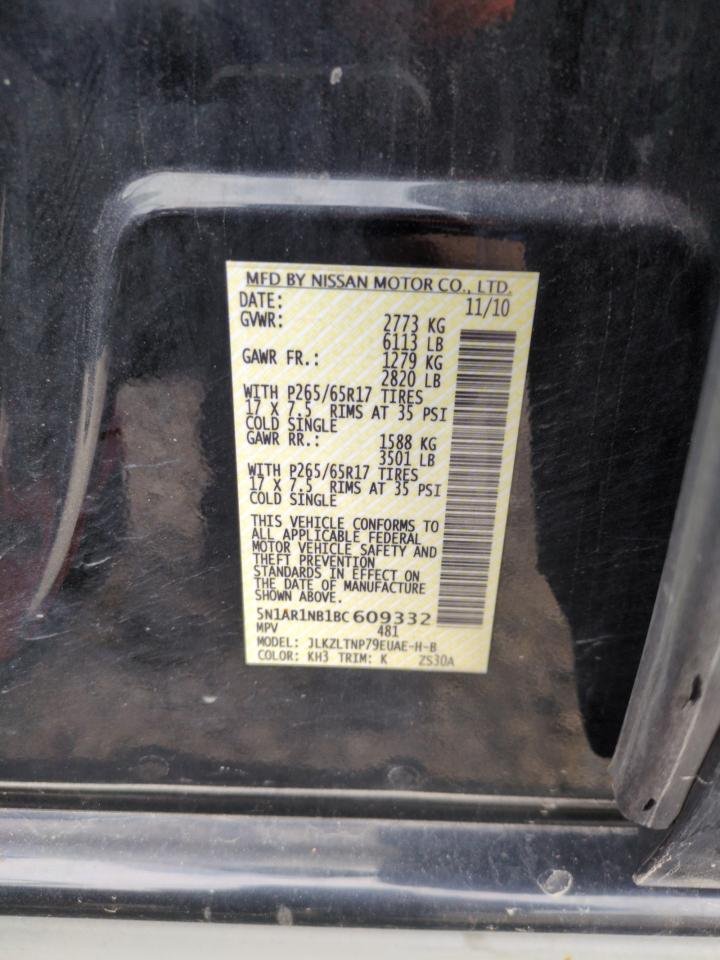 MFD BY NISSAN MOTOR CO., LTD.
DATE: 11/10
GVWR: 2773 KG
6113 LB
GAWR FR.: 1279 KG
2820 LB
WITH P265/65R17 TIRES
17 X 7.5 RIMS AT 35 PSI
COLD SINGLE
GAWR RR.: 1588 KG
3501 LB
WITH P265/65R17 TIRES
17 X 7.5 RIMS AT 35 PSI
COLD SINGLE
THIS VEHICLE CONFORMS TO
ALL APPLICABLE FEDERAL
MOTOR VEHICLE SAFETY AND
THEFT PREVENTION
STANDARDS IN EFFECT ON
THE DATE OF MANUFACTURE
SHOWN ABOVE.
5N1AR1NB1BC609332
MPV 481
MODEL: JLKZLTNP79EUAE-H-B
COLOR: KH3 TRIM: K ZS30A